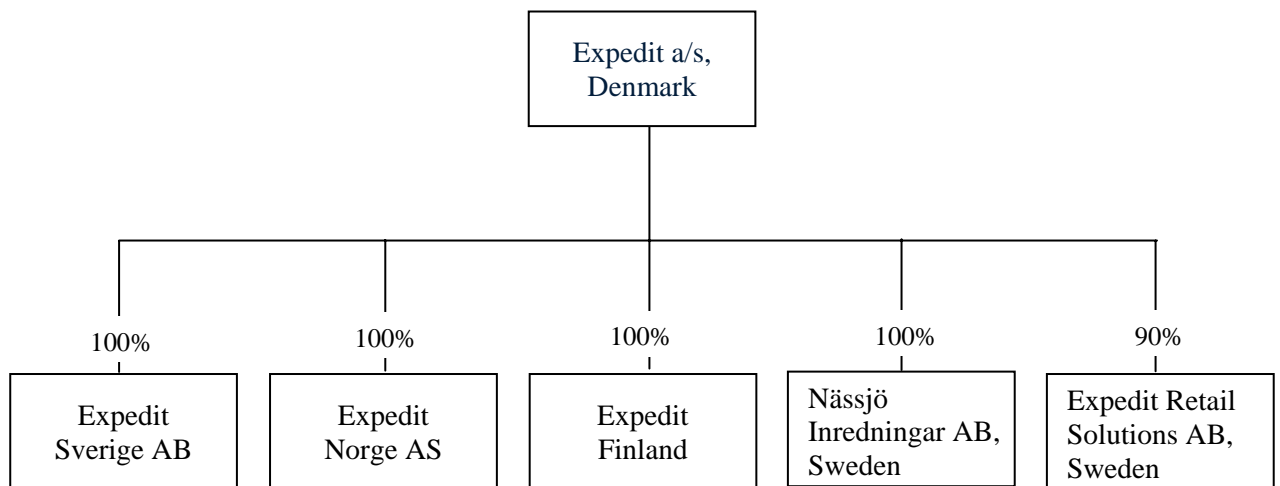 Expedit a/s,
Denmark
100%
100%
100%
100%
90%
Expedit
Sverige AB
Expedit
Norge AS
Expedit
Finland
Nässjö
Inredningar AB,
Sweden
Expedit Retail
Solutions AB,
Sweden